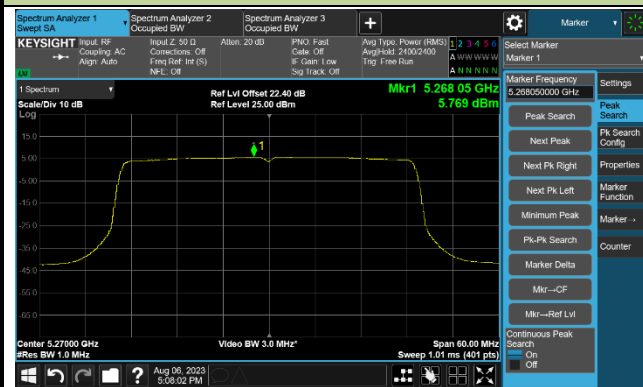 Spectrum Analyzer 1
Swept SA
Spectrum Analyzer 2
Occupied BW
Spectrum Analyzer 3
Occupied BW
Marker
KEYSIGHT
Input: RF
Coupling: AC
Align: Auto
Input Z: 50 Ω
Corrections: Off
Freq Ref: Int (S)
NFE: Off
Atten: 20 dB
PNO: Fast
Gate: Off
IF Gain: Low
Sig Track: Off
Avg Type: Power (RMS)
Avg|Hold: 2400/2400
Trig: Free Run
1 2 3 4 5 6
A W W W W W
A N N N N N
LXI
Select Marker
Marker 1
1 Spectrum
Scale/Div 10 dB
Log
Ref Lvl Offset 22.40 dB
Ref Level 25.00 dBm
Mkr1 5.268 05 GHz
5.769 dBm
1
15.0
5.00
-5.00
-15.0
-25.0
-35.0
-45.0
-55.0
-65.0
Center 5.27000 GHz
#Res BW 1.0 MHz
Video BW 3.0 MHz*
Span 60.00 MHz
Sweep 1.01 ms (401 pts)
Marker Frequency
5.268050000 GHz
Peak Search
Next Peak
Next Pk Right
Next Pk Left
Minimum Peak
Pk-Pk Search
Marker Delta
Mkr→CF
Mkr→Ref Lvl
Continuous Peak
Search
On
Off
Settings
Peak
Search
Pk Search
Config
Properties
Marker
Function
Marker→
Counter
Aug 06, 2023
5:08:02 PM